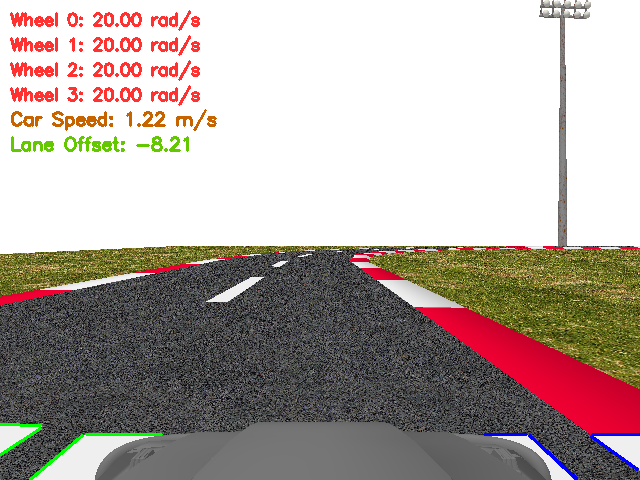 Wheel 0: 20.00 rad/s
Wheel 1: 20.00 rad/s
Wheel 2: 20.00 rad/s
Wheel 3: 20.00 rad/s
Car Speed: 1.22 m/s
Lane Offset: -8.21